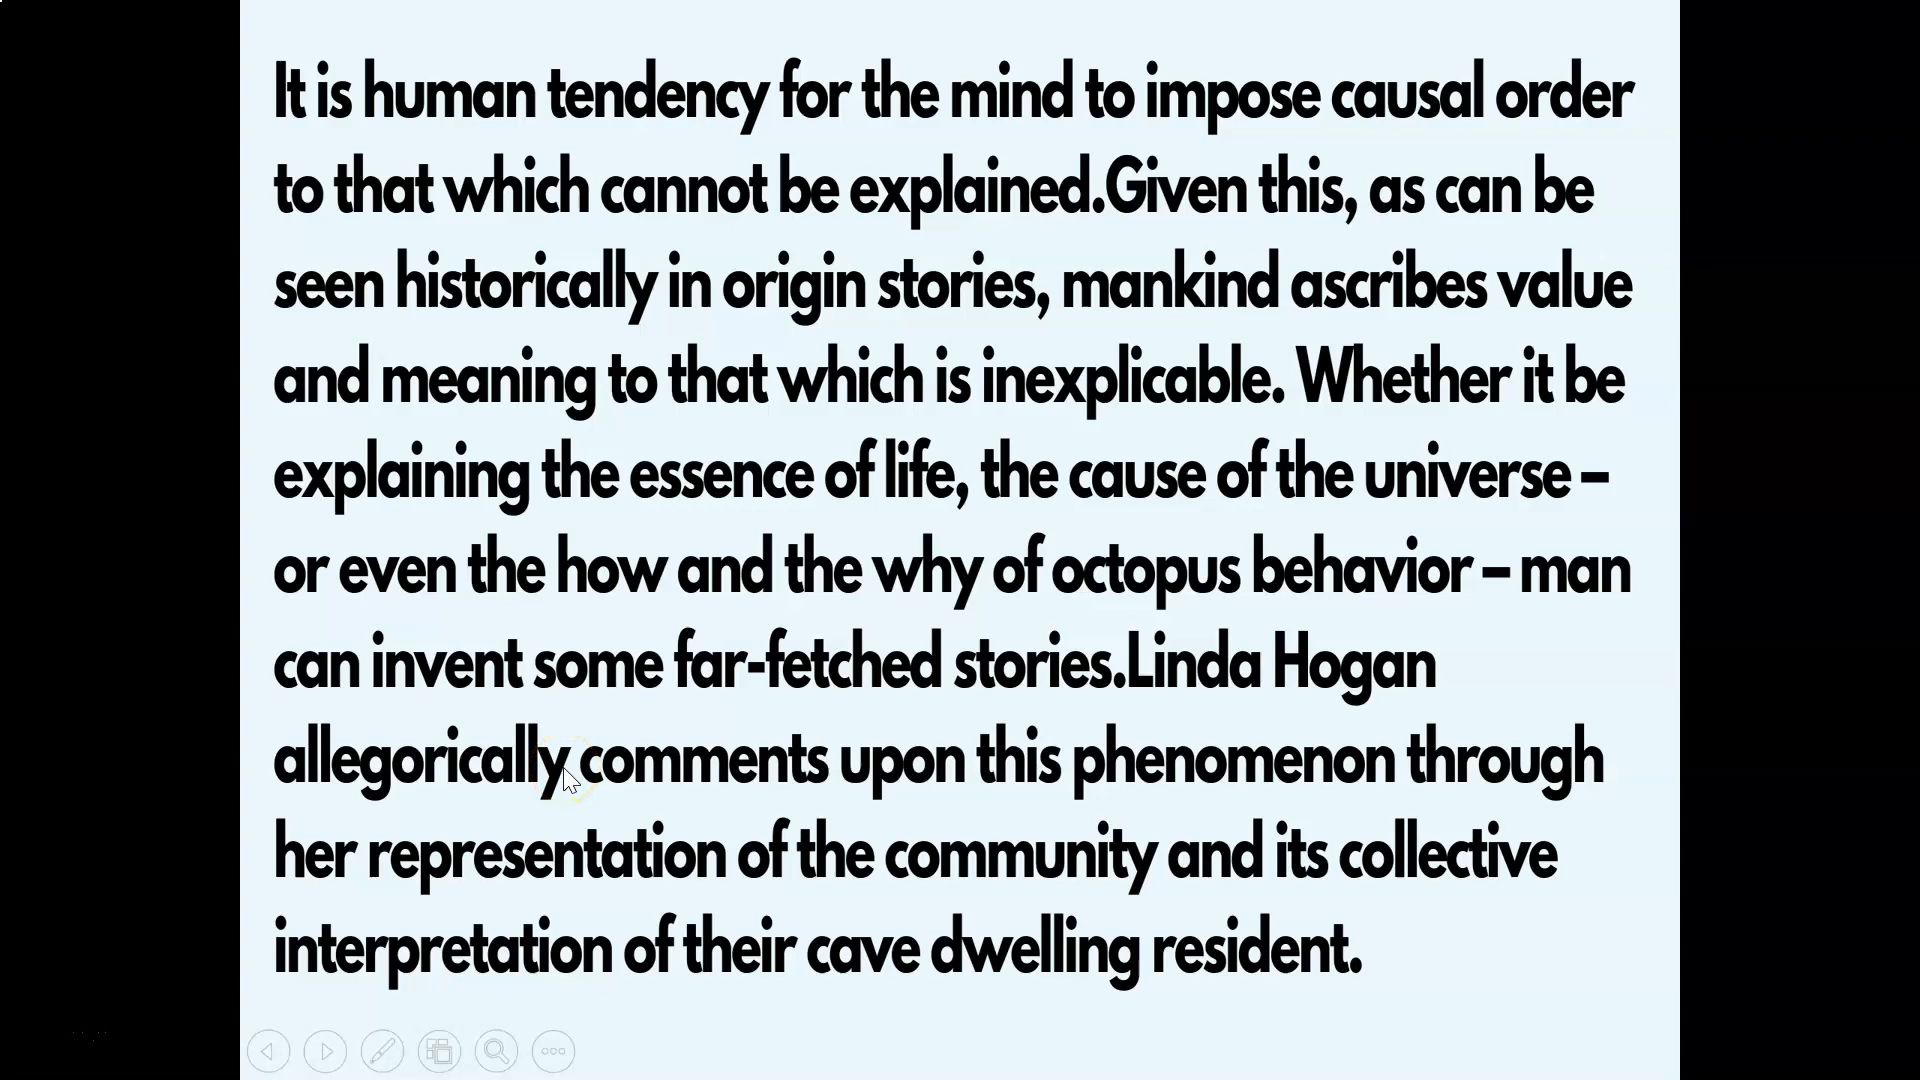 It is human tendency for the mind to impose causal order
to that which cannot be explained.Given this, as can be
seen historically in origin stories, mankind ascribes value
and meaning to that which is inexplicable. Whether it be
explaining the essence of life, the cause of the universe –
or even the how and the why of octopus behavior – man
can invent some far-fetched stories.Linda Hogan
allegorically comments upon this phenomenon through
her representation of the community and its collective
interpretation of their cave dwelling resident.